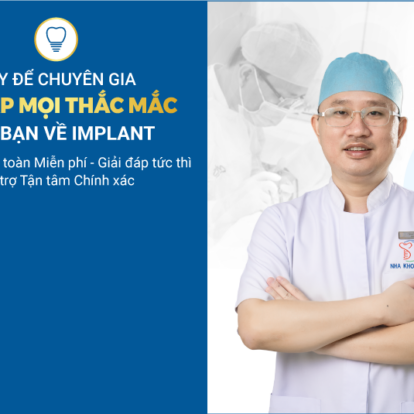 Y ĐỂ CHUYÊN GIA
P MỌI THẮC MẮC
BẠN VỀ IMPLANT
toàn Miễn phí - Giải đáp tức thì
trợ Tận tâm Chính xác
NHA KHO